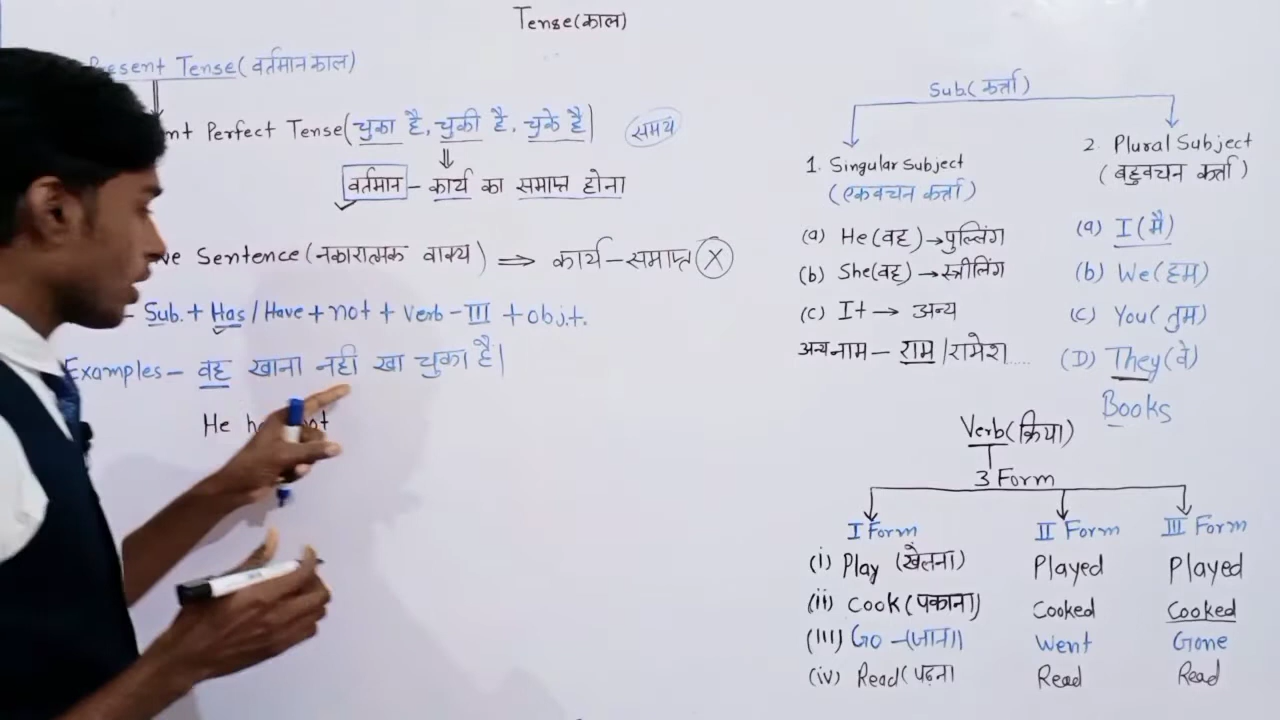 Tense(काल)
Present Tense(वर्तमान काल)
nt Perfect Tense(चुका है, चुकी है, चुके है| समय
वर्तमान - कार्य का समाप्त होना
ve Sentence(नकारात्मक वाक्य) ⇒ कार्य-समाप्त X
- Sub. + Has/Have + not + Verb-III + objt.
Examples- वह खाना नही खा चुका है|
He not
Sub.(कर्त्ता)
1. Singular Subject
(एकवचन कर्त्ता)
(a) He(वह)→पुल्लिंग
(b) She(वह)→स्त्रीलिंग
(c) It → अन्य
अन्य नाम- राम/रामेश.....
2. Plural Subject
(बहुवचन कर्त्ता)
(a) I(मै)
(b) We(हम)
(c) You(तुम)
(D) They(वे)
Books
Verb(क्रिया)
3 Form
I Form II Form III Form
(i) Play (खेलना) Played Played
(ii) Cook(पकाना) Cooked Cooked
(III) Go -(जाना) Went Gone
(iv) Read(पढ़ना Read Read